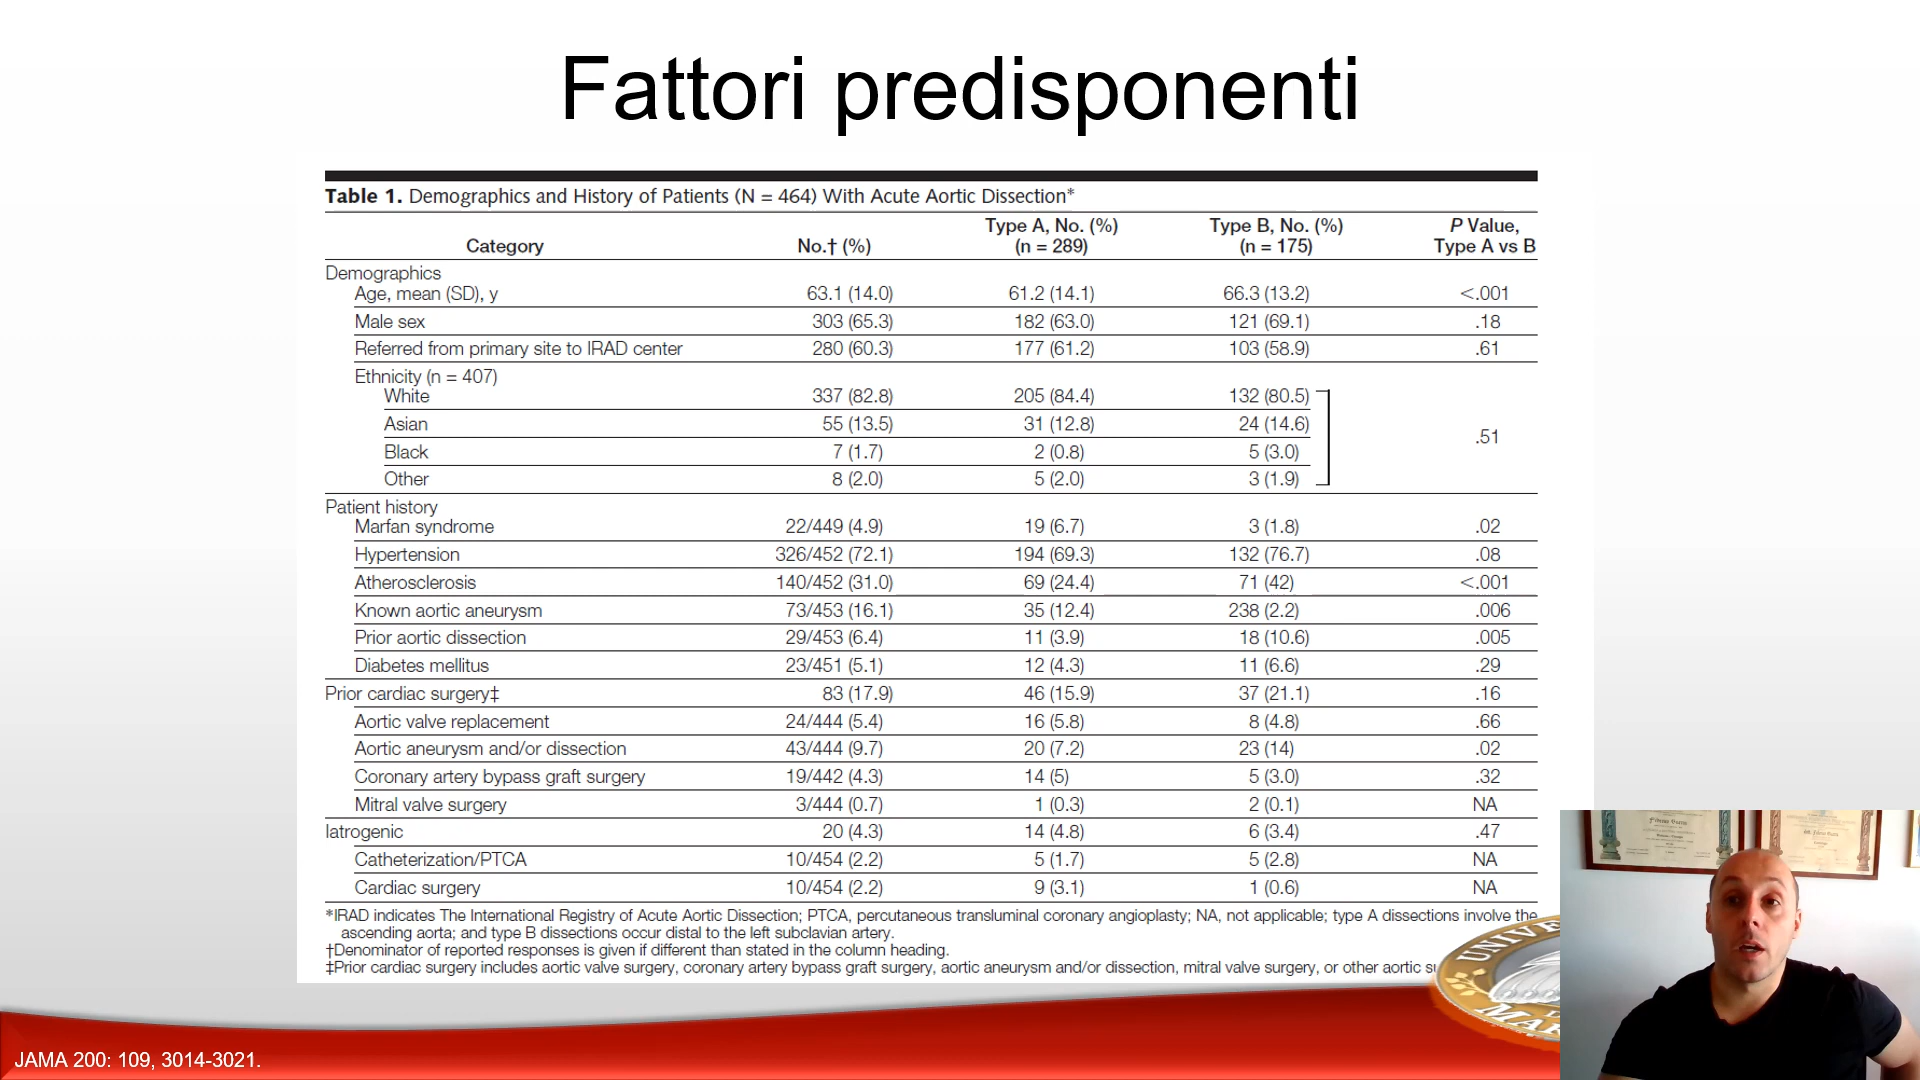 Fattori predisponenti
Table 1. Demographics and History of Patients (N = 464) With Acute Aortic Dissection*
Category No.† (%) Type A, No. (%) (n = 289) Type B, No. (%) (n = 175) P Value, Type A vs B
Demographics
Age, mean (SD), y 63.1 (14.0) 61.2 (14.1) 66.3 (13.2) <.001
Male sex 303 (65.3) 182 (63.0) 121 (69.1) .18
Referred from primary site to IRAD center 280 (60.3) 177 (61.2) 103 (58.9) .61
Ethnicity (n = 407)
White 337 (82.8) 205 (84.4) 132 (80.5)
Asian 55 (13.5) 31 (12.8) 24 (14.6)
.51
Black 7 (1.7) 2 (0.8) 5 (3.0)
Other 8 (2.0) 5 (2.0) 3 (1.9)
Patient history
Marfan syndrome 22/449 (4.9) 19 (6.7) 3 (1.8) .02
Hypertension 326/452 (72.1) 194 (69.3) 132 (76.7) .08
Atherosclerosis 140/452 (31.0) 69 (24.4) 71 (42) <.001
Known aortic aneurysm 73/453 (16.1) 35 (12.4) 238 (2.2) .006
Prior aortic dissection 29/453 (6.4) 11 (3.9) 18 (10.6) .005
Diabetes mellitus 23/451 (5.1) 12 (4.3) 11 (6.6) .29
Prior cardiac surgery‡ 83 (17.9) 46 (15.9) 37 (21.1) .16
Aortic valve replacement 24/444 (5.4) 16 (5.8) 8 (4.8) .66
Aortic aneurysm and/or dissection 43/444 (9.7) 20 (7.2) 23 (14) .02
Coronary artery bypass graft surgery 19/442 (4.3) 14 (5) 5 (3.0) .32
Mitral valve surgery 3/444 (0.7) 1 (0.3) 2 (0.1) NA
Iatrogenic 20 (4.3) 14 (4.8) 6 (3.4) .47
Catheterization/PTCA 10/454 (2.2) 5 (1.7) 5 (2.8) NA
Cardiac surgery 10/454 (2.2) 9 (3.1) 1 (0.6) NA
*IRAD indicates The International Registry of Acute Aortic Dissection; PTCA, percutaneous transluminal coronary angioplasty; NA, not applicable; type A dissections involve the
ascending aorta; and type B dissections occur distal to the left subclavian artery.
†Denominator of reported responses is given if different than stated in the column heading.
‡Prior cardiac surgery includes aortic valve surgery, coronary artery bypass graft surgery, aortic aneurysm and/or dissection, mitral valve surgery, or other aortic su
UNIVE
MAR
JAMA 200: 109, 3014-3021.